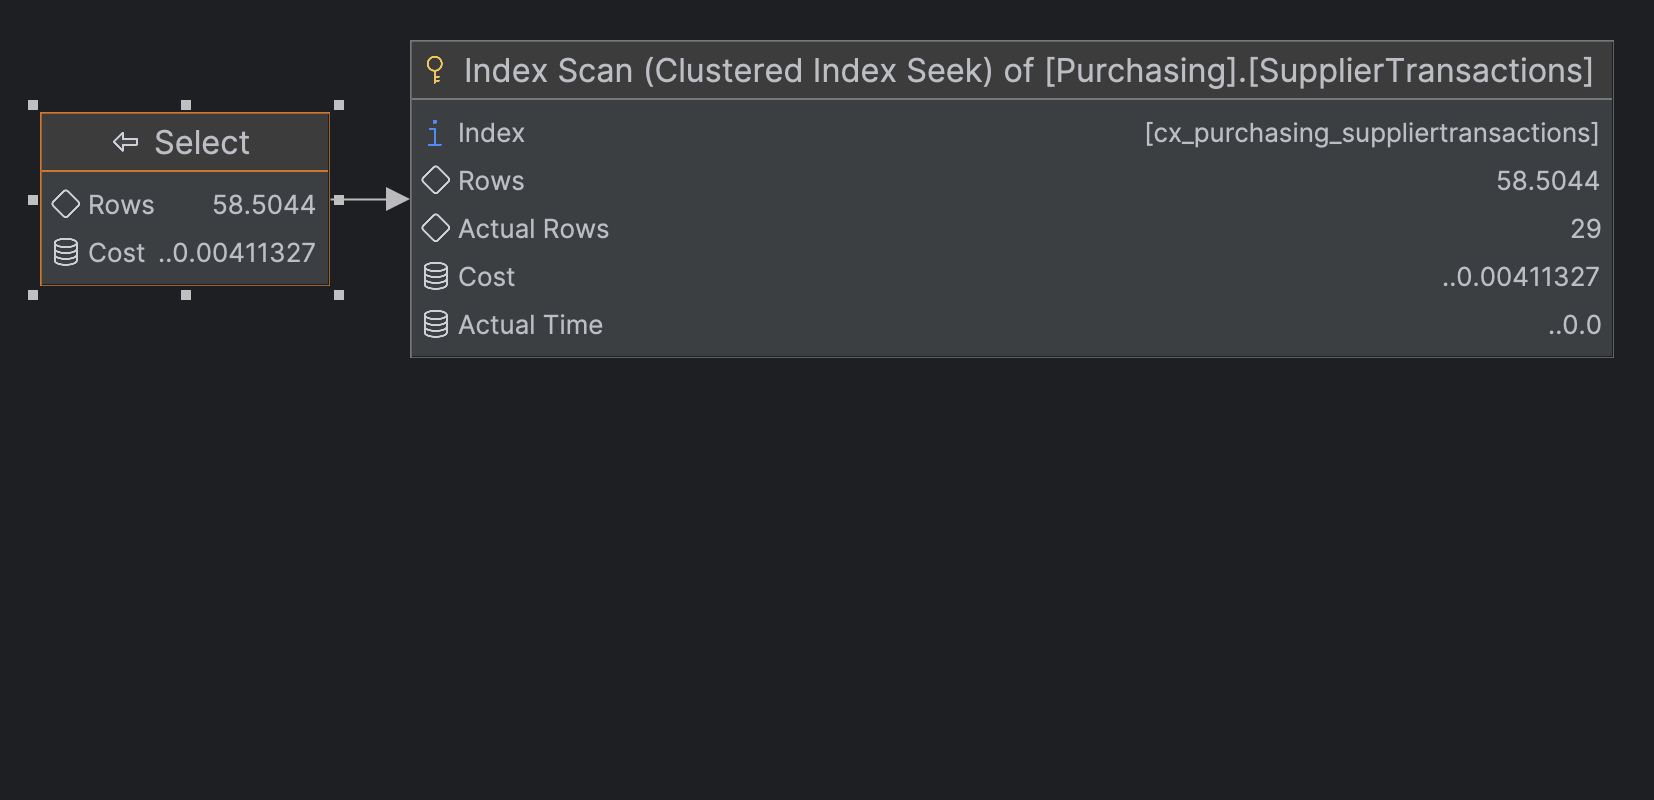 Select
Rows 58.5044
Cost ..0.00411327
Index Scan (Clustered Index Seek) of [Purchasing].[SupplierTransactions]
Index [cx_purchasing_suppliertransactions]
Rows 58.5044
Actual Rows 29
Cost ..0.00411327
Actual Time ..0.0